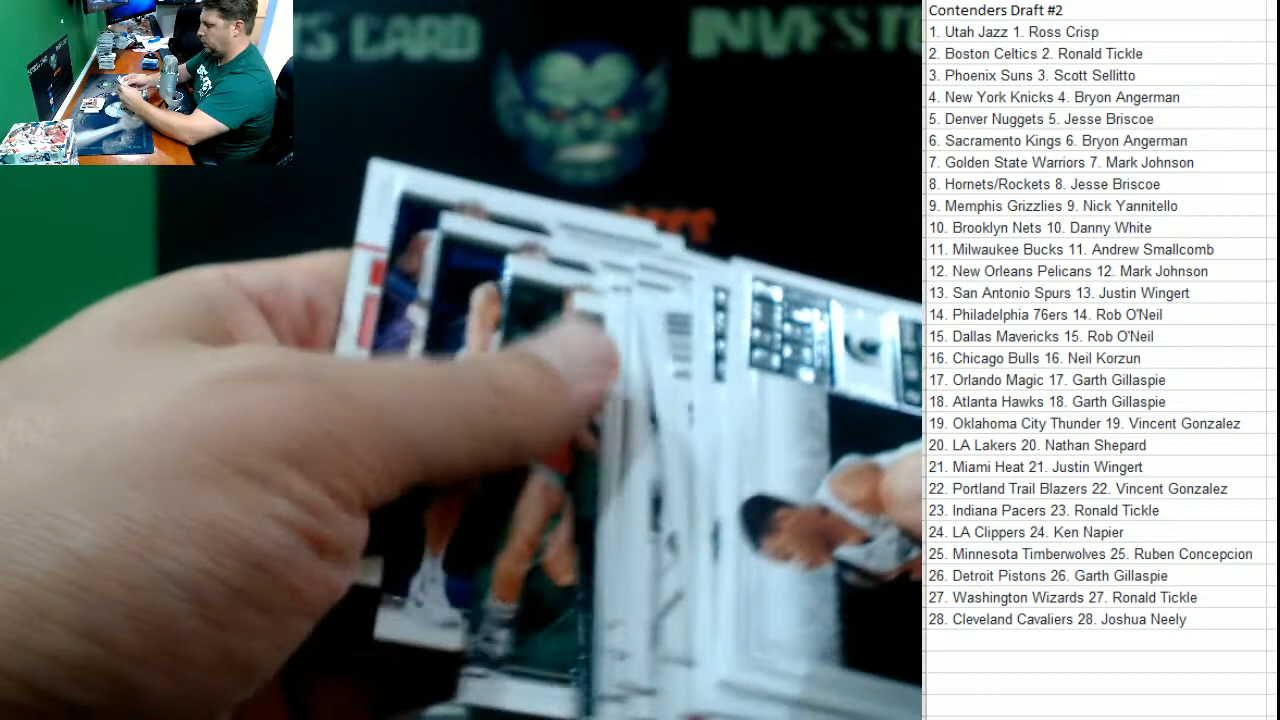 TS CARD INVEST
Contenders Draft #2
1. Utah Jazz 1. Ross Crisp
2. Boston Celtics 2. Ronald Tickle
3. Phoenix Suns 3. Scott Sellitto
4. New York Knicks 4. Bryon Angerman
5. Denver Nuggets 5. Jesse Briscoe
6. Sacramento Kings 6. Bryon Angerman
7. Golden State Warriors 7. Mark Johnson
8. Hornets/Rockets 8. Jesse Briscoe
9. Memphis Grizzlies 9. Nick Yannitello
10. Brooklyn Nets 10. Danny White
11. Milwaukee Bucks 11. Andrew Smallcomb
12. New Orleans Pelicans 12. Mark Johnson
13. San Antonio Spurs 13. Justin Wingert
14. Philadelphia 76ers 14. Rob O'Neil
15. Dallas Mavericks 15. Rob O'Neil
16. Chicago Bulls 16. Neil Korzun
17. Orlando Magic 17. Garth Gillaspie
18. Atlanta Hawks 18. Garth Gillaspie
19. Oklahoma City Thunder 19. Vincent Gonzalez
20. LA Lakers 20. Nathan Shepard
21. Miami Heat 21. Justin Wingert
22. Portland Trail Blazers 22. Vincent Gonzalez
23. Indiana Pacers 23. Ronald Tickle
24. LA Clippers 24. Ken Napier
25. Minnesota Timberwolves 25. Ruben Concepcion
26. Detroit Pistons 26. Garth Gillaspie
27. Washington Wizards 27. Ronald Tickle
28. Cleveland Cavaliers 28. Joshua Neely